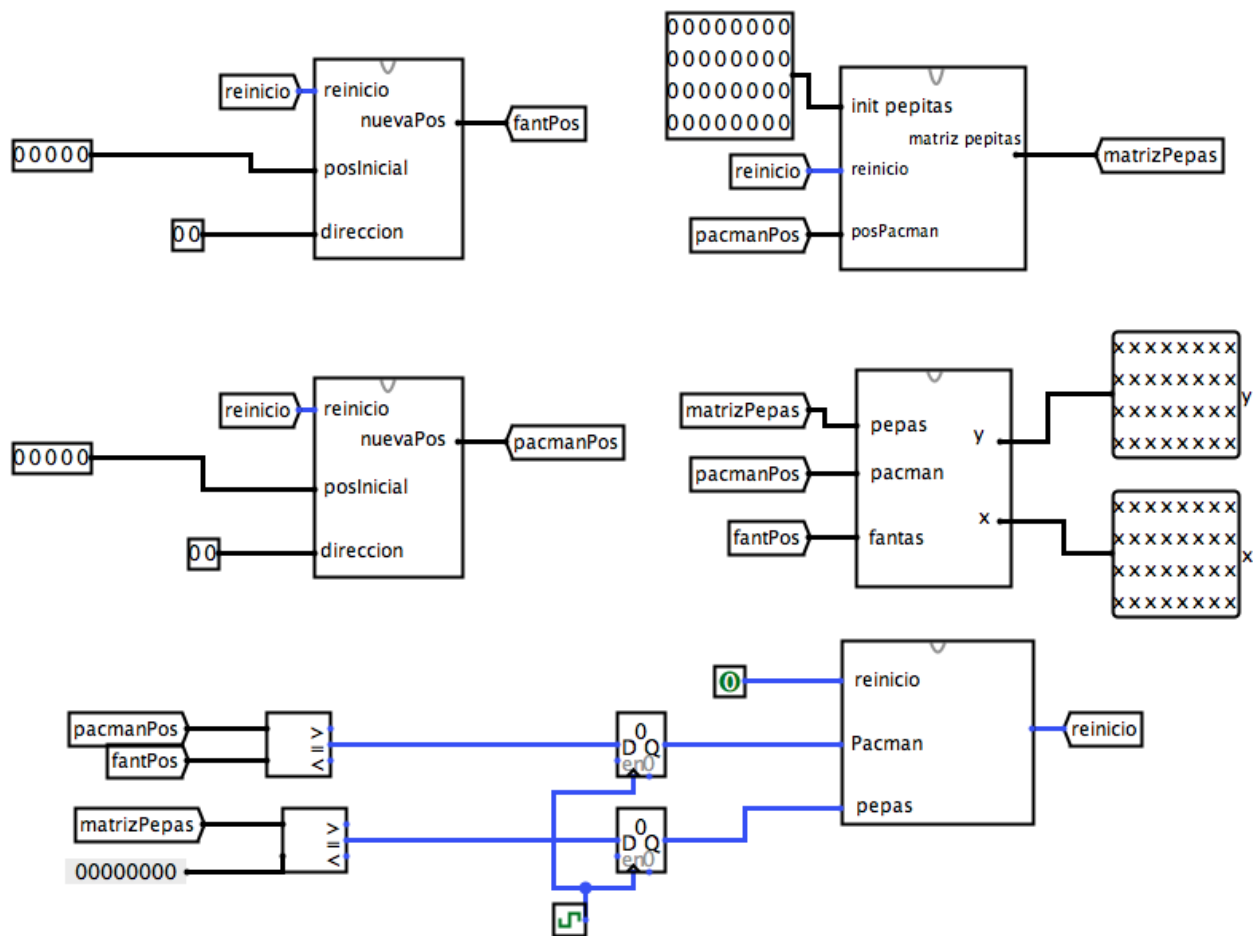 reinicio
reinicio
nuevaPos
fantPos
00000
posInicial
00
direccion
00000000
00000000
00000000
00000000
init pepitas
matriz pepitas
matrizPepas
reinicio
reinicio
pacmanPos
posPacman
reinicio
reinicio
nuevaPos
pacmanPos
00000
posInicial
00
direccion
matrizPepas
pepas
pacmanPos
pacman
fantPos
fantas
y
x
xxxxxxxx
xxxxxxxx
xxxxxxxx
xxxxxxxx
y
xxxxxxxx
xxxxxxxx
xxxxxxxx
xxxxxxxx
x
pacmanPos
fantPos
> = <
0
D Q
en0
0
reinicio
Pacman
pepas
reinicio
matrizPepas
00000000
> = <
0
D Q
en0